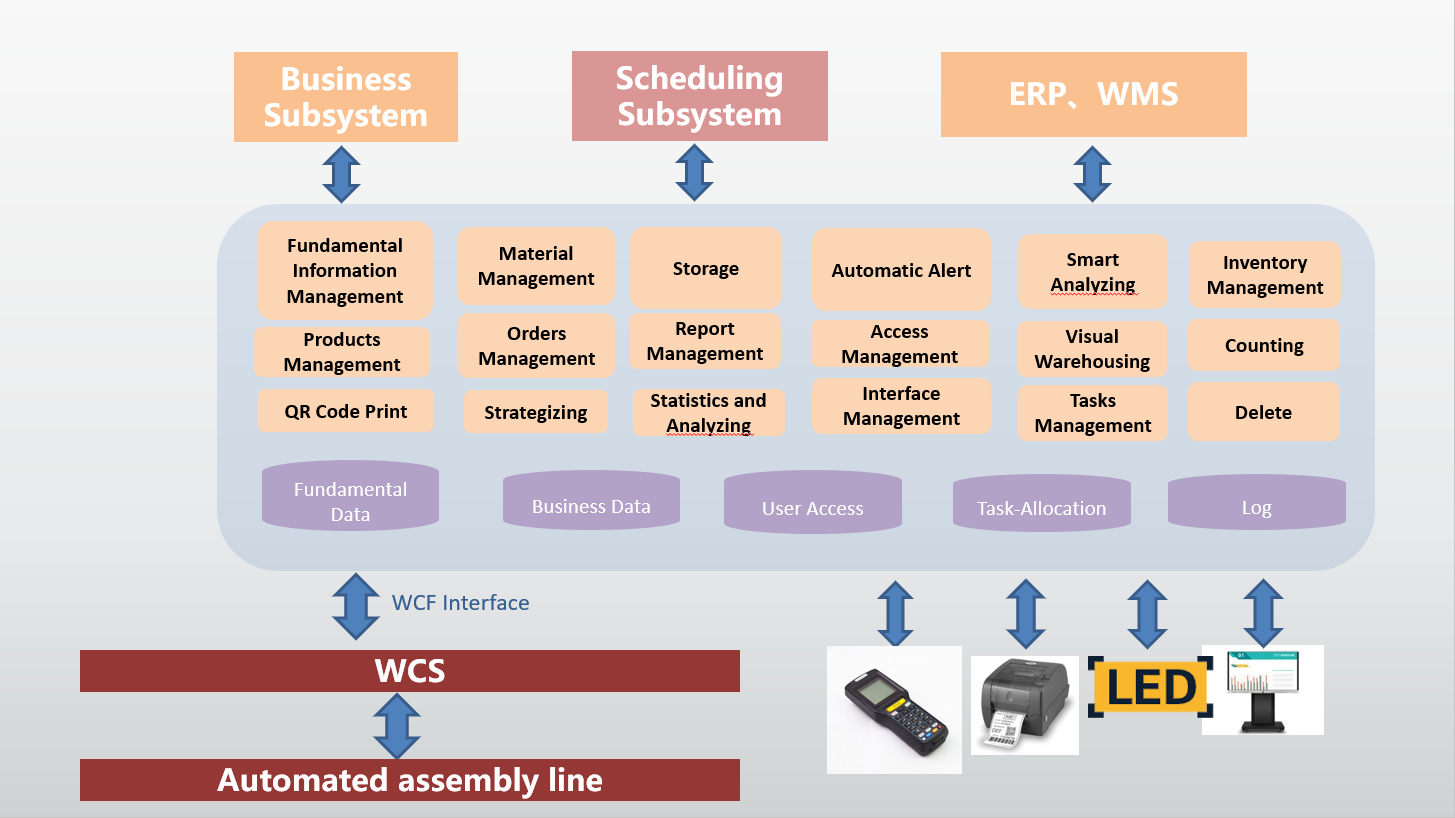 Business
Subsystem
Scheduling
Subsystem
ERP、WMS
Fundamental
Information
Management
Material
Management
Storage
Automatic Alert
Smart
Analyzing
Inventory
Management
Products
Management
Orders
Management
Report
Management
Access
Management
Visual
Warehousing
Counting
QR Code Print
Strategizing
Statistics and
Analyzing
Interface
Management
Tasks
Management
Delete
Fundamental
Data
Business Data
User Access
Task-Allocation
Log
WCF Interface
WCS
Automated assembly line
LED
01